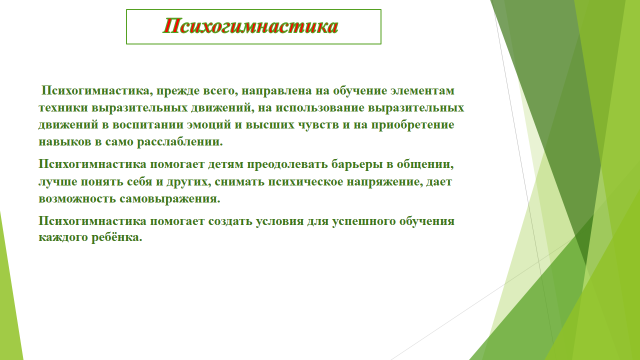 Психогимнастика
Психогимнастика, прежде всего, направлена на обучение элементам
техники выразительных движений, на использование выразительных
движений в воспитании эмоций и высших чувств и на приобретение
навыков в само расслаблении.
Психогимнастика помогает детям преодолевать барьеры в общении,
лучше понять себя и других, снимать психическое напряжение, дает
возможность самовыражения.
Психогимнастика помогает создать условия для успешного обучения
каждого ребёнка.